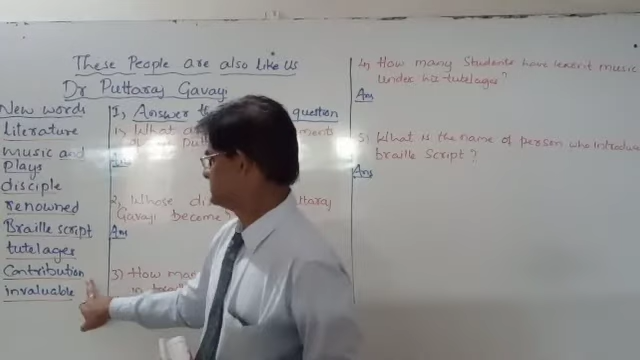 These People are also like us
Dr Puttaraj Gavayi
New words
literature
music and
plays
disciple
renowned
Braille script
tutelages
Contribution
invaluable
I, Answer question
1, What
Ans
2, Whose Puttaraj
Gavayi become
Ans
3) How
in
4, How many Students have learnt music
under his tutelages?
Ans
5, What is the name of person who introduce
braille Script?
Ans